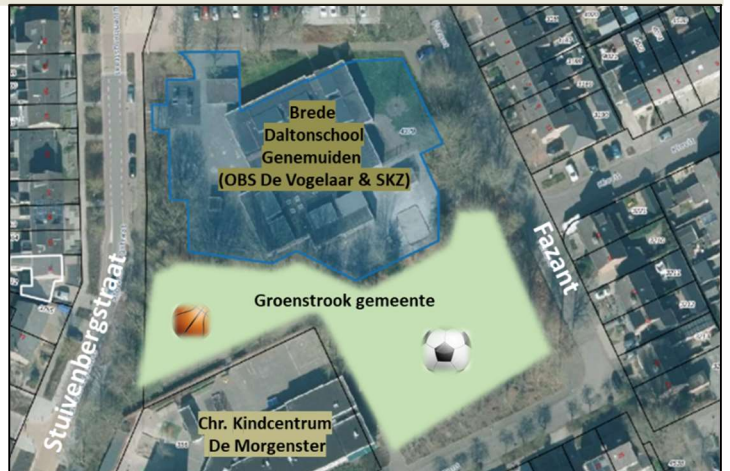 Brede
Daltonschool
Genemuiden
(OBS De Vogelaar & SKZ)
Stuivenbergstraat
Fazant
Groenstrook gemeente
Chr. Kindcentrum
De Morgenster